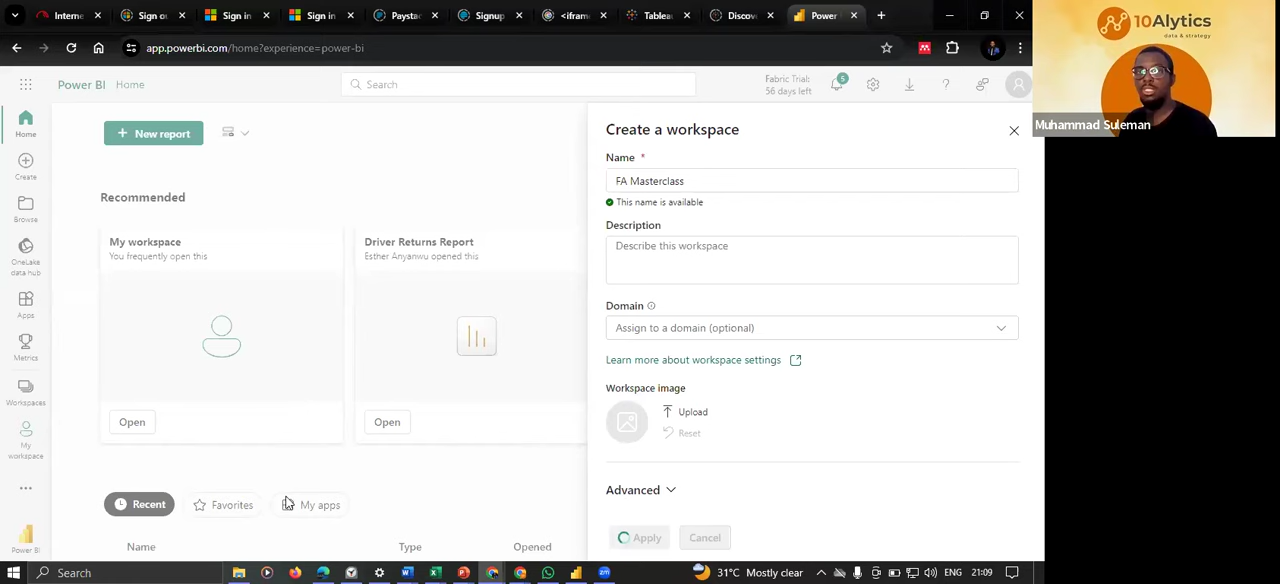 Interne
Sign ou
Sign in
Sign in
Paysta
Signup
<iframe
Tablea
Discov
Power
app.powerbi.com/home?experience=power-bi
10Alytics
data & strategy
Muhammad Suleman
Power BI
Home
Search
Fabric Trial:
56 days left
5
Home
Create
Browse
OneLake
data hub
Apps
Metrics
Workspaces
My
workspace
Power BI
New report
Recommended
My workspace
You frequently open this
Open
Driver Returns Report
Esther Anyanwu opened this
Open
Recent
Favorites
My apps
Name
Type
Opened
Create a workspace
Name *
FA Masterclass
This name is available
Description
Describe this workspace
Domain
Assign to a domain (optional)
Learn more about workspace settings
Workspace image
Upload
Reset
Advanced
Apply
Cancel
Search
31°C Mostly clear
ENG
21:09